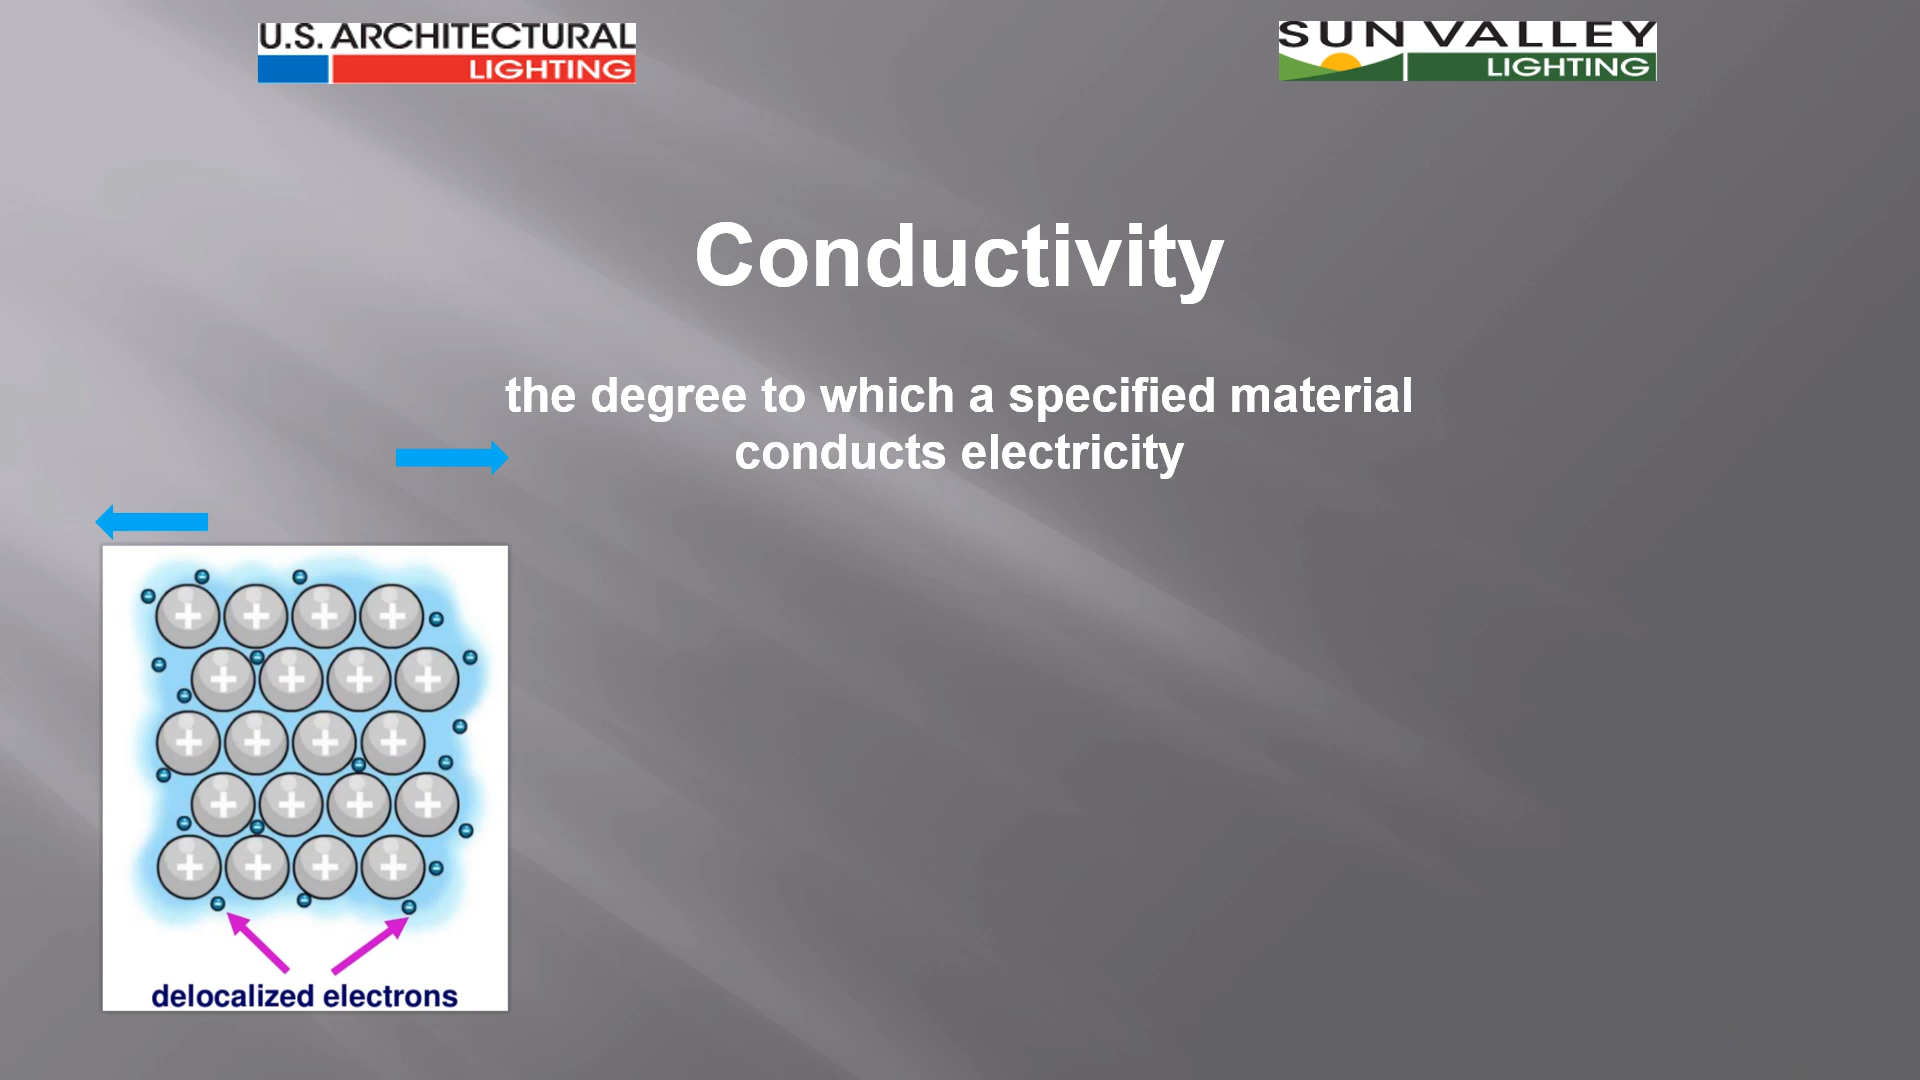 U.S. ARCHITECTURAL
LIGHTING
SUN VALLEY
LIGHTING
Conductivity
the degree to which a specified material
conducts electricity
+ + + +
+ + + +
+ + + +
+ + + +
+ + + +
delocalized electrons